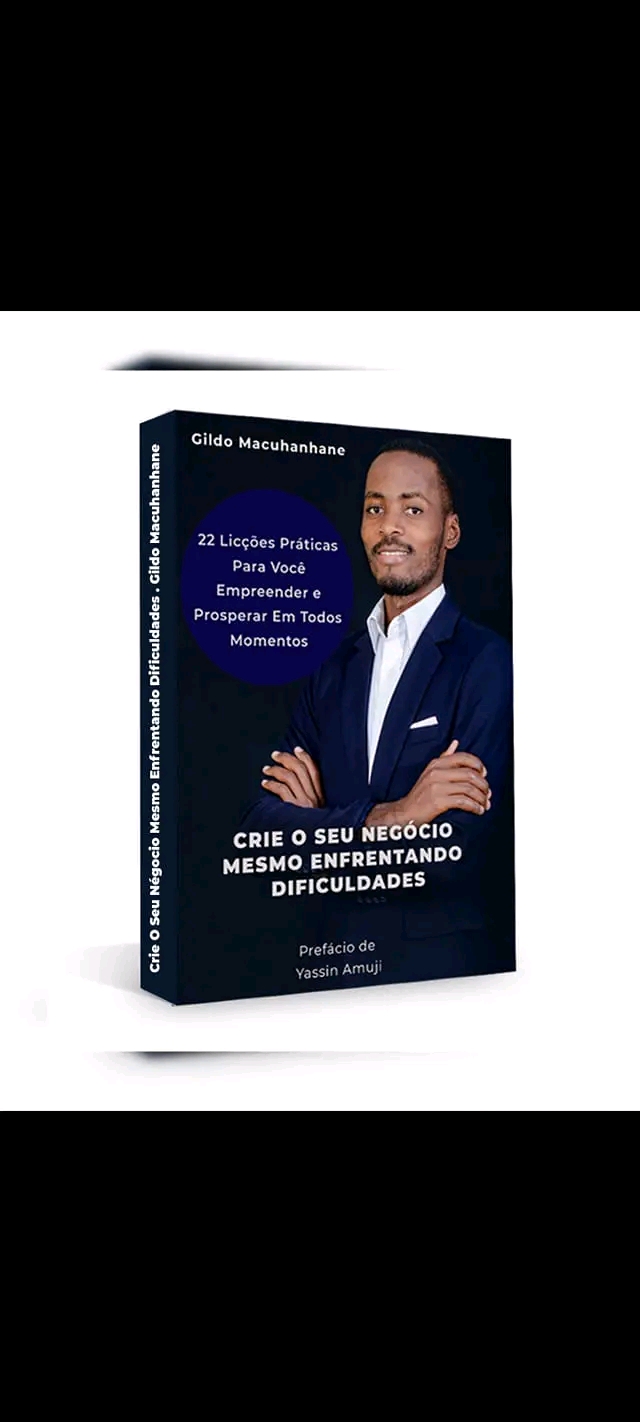 Gildo Macuhanhane
22 Licções Práticas
Para Você
Empreender e
Prosperar Em Todos
Momentos
CRIE O SEU NEGÓCIO
MESMO ENFRENTANDO
DIFICULDADES
Prefácio de
Yassin Amuji
Crie O Seu Négocio Mesmo Enfrentando Dificuldades . Gildo Macuhanhane